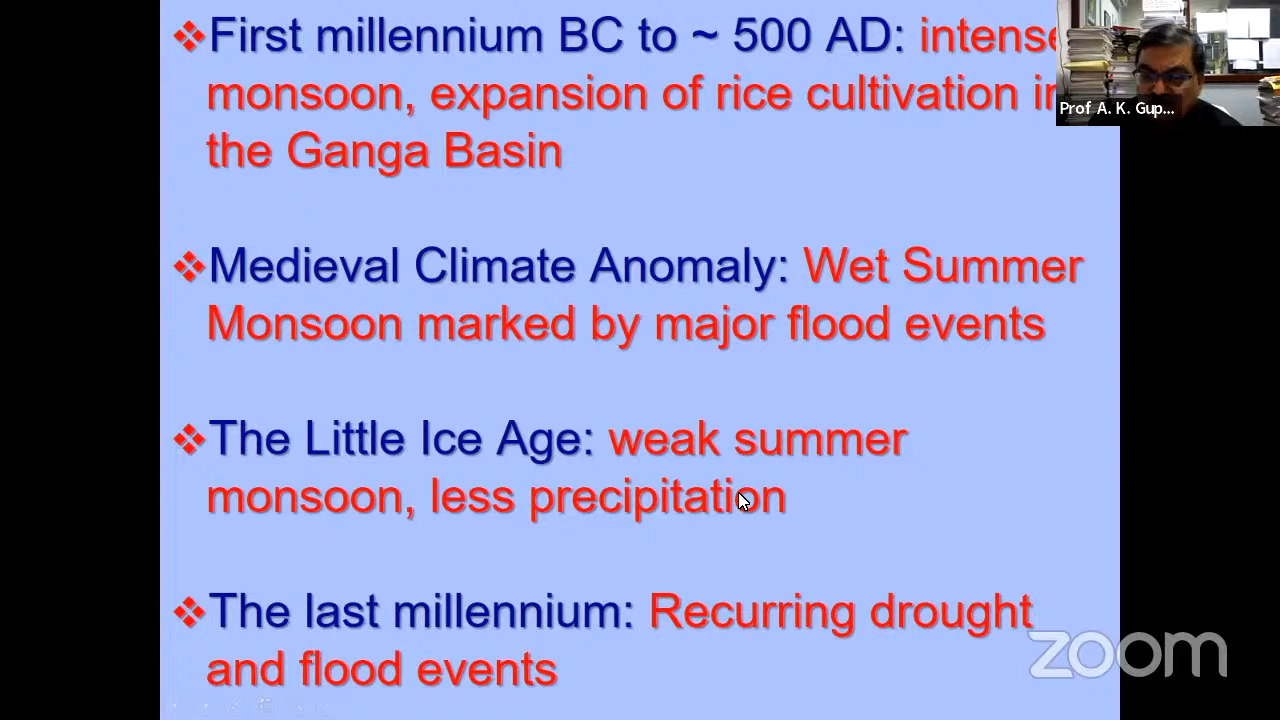 ❖First millennium BC to ~ 500 AD: intense
monsoon, expansion of rice cultivation in
the Ganga Basin
❖Medieval Climate Anomaly: Wet Summer
Monsoon marked by major flood events
❖The Little Ice Age: weak summer
monsoon, less precipitation
❖The last millennium: Recurring drought
and flood events
Prof A. K. Gup...
zoom